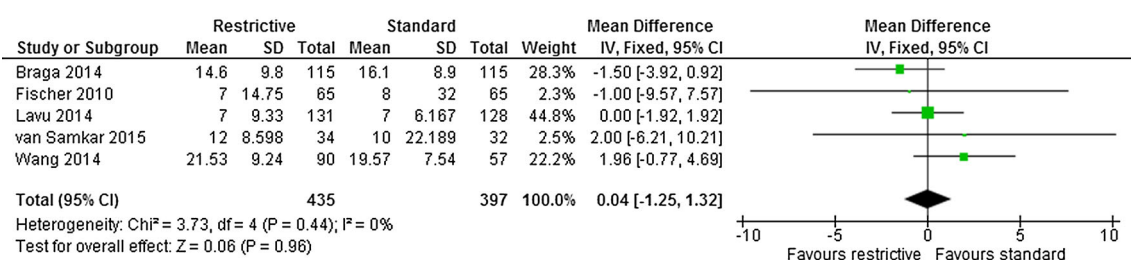 Restrictive Standard Mean Difference Mean Difference
Study or Subgroup Mean SD Total Mean SD Total Weight IV, Fixed, 95% CI IV, Fixed, 95% CI
Braga 2014 14.6 9.8 115 16.1 8.9 115 28.3% -1.50 [-3.92, 0.92]
Fischer 2010 7 14.75 65 8 32 65 2.3% -1.00 [-9.57, 7.57]
Lavu 2014 7 9.33 131 7 6.167 128 44.8% 0.00 [-1.92, 1.92]
van Samkar 2015 12 8.598 34 10 22.189 32 2.5% 2.00 [-6.21, 10.21]
Wang 2014 21.53 9.24 90 19.57 7.54 57 22.2% 1.96 [-0.77, 4.69]
Total (95% CI) 435 397 100.0% 0.04 [-1.25, 1.32]
Heterogeneity: Chi² = 3.73, df = 4 (P = 0.44); I² = 0%
Test for overall effect: Z = 0.06 (P = 0.96)
-10 -5 0 5 10
Favours restrictive Favours standard